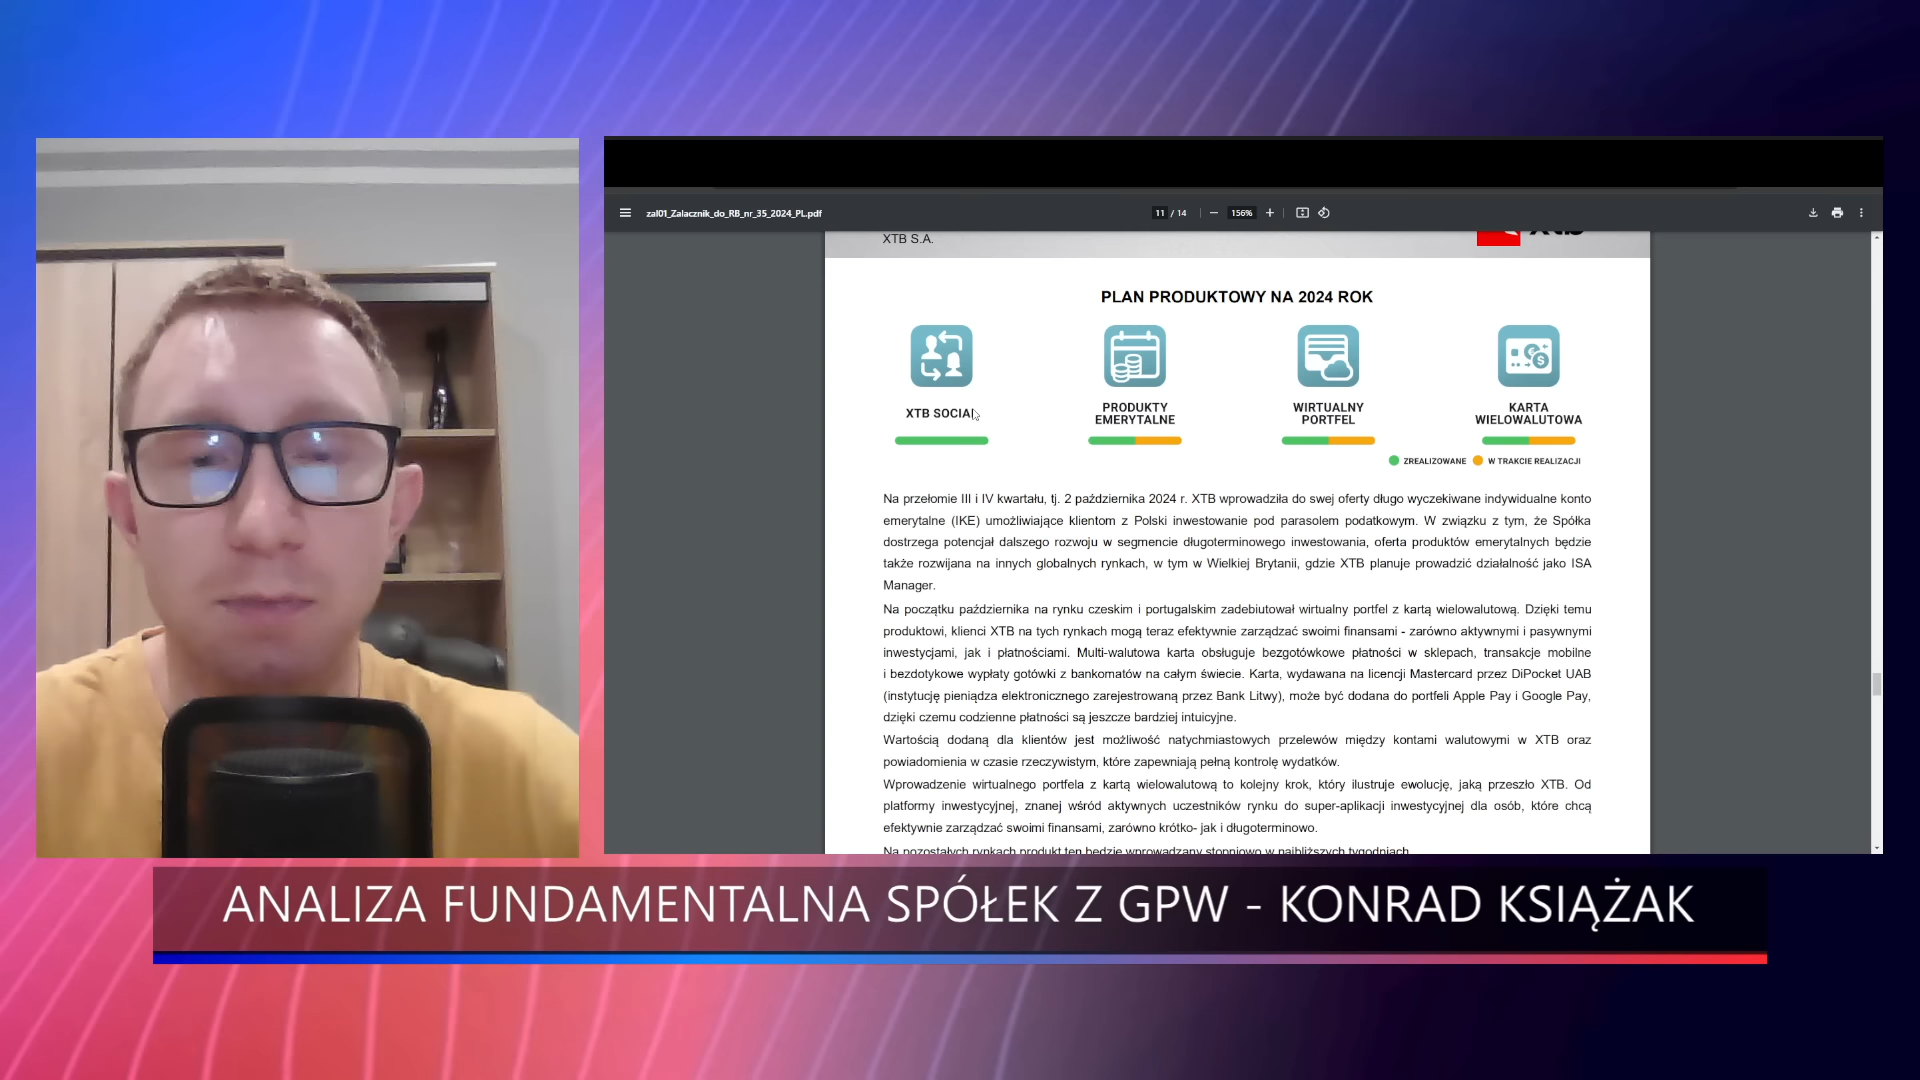 zal01_Zalacznik_do_RB_nr_35_2024_PL.pdf
11 / 14
156%
XTB S.A.
xtb
PLAN PRODUKTOWY NA 2024 ROK
XTB SOCIAL
PRODUKTY
EMERYTALNE
WIRTUALNY
PORTFEL
KARTA
WIELOWALUTOWA
ZREALIZOWANE
W TRAKCIE REALIZACJI
Na przełomie III i IV kwartału, tj. 2 października 2024 r. XTB wprowadziła do swej oferty długo wyczekiwane indywidualne konto
emerytalne (IKE) umożliwiające klientom z Polski inwestowanie pod parasolem podatkowym. W związku z tym, że Spółka
dostrzega potencjał dalszego rozwoju w segmencie długoterminowego inwestowania, oferta produktów emerytalnych będzie
także rozwijana na innych globalnych rynkach, w tym w Wielkiej Brytanii, gdzie XTB planuje prowadzić działalność jako ISA
Manager.
Na początku października na rynku czeskim i portugalskim zadebiutował wirtualny portfel z kartą wielowalutową. Dzięki temu
produktowi, klienci XTB na tych rynkach mogą teraz efektywnie zarządzać swoimi finansami - zarówno aktywnymi i pasywnymi
inwestycjami, jak i płatnościami. Multi-walutowa karta obsługuje bezgotówkowe płatności w sklepach, transakcje mobilne
i bezdotykowe wypłaty gotówki z bankomatów na całym świecie. Karta, wydawana na licencji Mastercard przez DiPocket UAB
(instytucję pieniądza elektronicznego zarejestrowaną przez Bank Litwy), może być dodana do portfeli Apple Pay i Google Pay,
dzięki czemu codzienne płatności są jeszcze bardziej intuicyjne.
Wartością dodaną dla klientów jest możliwość natychmiastowych przelewów między kontami walutowymi w XTB oraz
powiadomienia w czasie rzeczywistym, które zapewniają pełną kontrolę wydatków.
Wprowadzenie wirtualnego portfela z kartą wielowalutową to kolejny krok, który ilustruje ewolucję, jaką przeszło XTB. Od
platformy inwestycyjnej, znanej wśród aktywnych uczestników rynku do super-aplikacji inwestycyjnej dla osób, które chcą
efektywnie zarządzać swoimi finansami, zarówno krótko- jak i długoterminowo.
Na pozostałych rynkach produkt ten będzie wprowadzany stopniowo w najbliższych tygodniach.
ANALIZA FUNDAMENTALNA SPÓŁEK Z GPW - KONRAD KSIĄŻAK